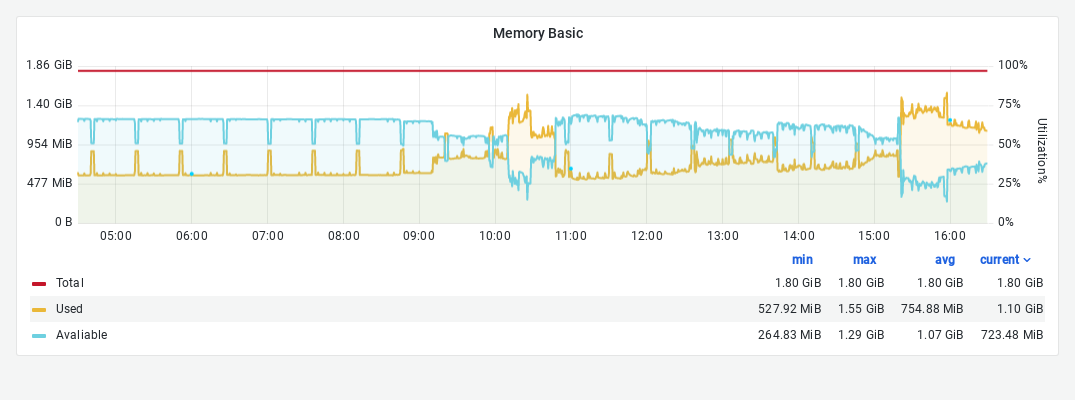 Memory Basic
1.86 GiB 100%
1.40 GiB 75%
954 MiB 50%
477 MiB 25%
0 B 0%
Utilization%
05:00 06:00 07:00 08:00 09:00 10:00 11:00 12:00 13:00 14:00 15:00 16:00
min max avg current
Total 1.80 GiB 1.80 GiB 1.80 GiB 1.80 GiB
Used 527.92 MiB 1.55 GiB 754.88 MiB 1.10 GiB
Avaliable 264.83 MiB 1.29 GiB 1.07 GiB 723.48 MiB